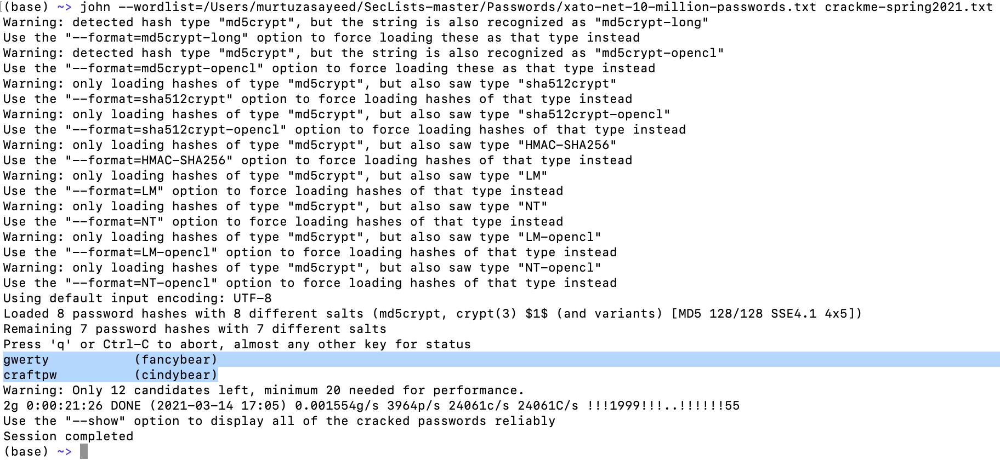 (base) ~> john --wordlist=/Users/murtuzasayeed/SecLists-master/Passwords/xato-net-10-million-passwords.txt crackme-spring2021.txt
Warning: detected hash type "md5crypt", but the string is also recognized as "md5crypt-long"
Use the "--format=md5crypt-long" option to force loading these as that type instead
Warning: detected hash type "md5crypt", but the string is also recognized as "md5crypt-opencl"
Use the "--format=md5crypt-opencl" option to force loading these as that type instead
Warning: only loading hashes of type "md5crypt", but also saw type "sha512crypt"
Use the "--format=sha512crypt" option to force loading hashes of that type instead
Warning: only loading hashes of type "md5crypt", but also saw type "sha512crypt-opencl"
Use the "--format=sha512crypt-opencl" option to force loading hashes of that type instead
Warning: only loading hashes of type "md5crypt", but also saw type "HMAC-SHA256"
Use the "--format=HMAC-SHA256" option to force loading hashes of that type instead
Warning: only loading hashes of type "md5crypt", but also saw type "LM"
Use the "--format=LM" option to force loading hashes of that type instead
Warning: only loading hashes of type "md5crypt", but also saw type "NT"
Use the "--format=NT" option to force loading hashes of that type instead
Warning: only loading hashes of type "md5crypt", but also saw type "LM-opencl"
Use the "--format=LM-opencl" option to force loading hashes of that type instead
Warning: only loading hashes of type "md5crypt", but also saw type "NT-opencl"
Use the "--format=NT-opencl" option to force loading hashes of that type instead
Using default input encoding: UTF-8
Loaded 8 password hashes with 8 different salts (md5crypt, crypt(3) $1$ (and variants) [MD5 128/128 SSE4.1 4x5])
Remaining 7 password hashes with 7 different salts
Press 'q' or Ctrl-C to abort, almost any other key for status
gwerty           (fancybear)
craftpw          (cindybear)
Warning: Only 12 candidates left, minimum 20 needed for performance.
2g 0:00:21:26 DONE (2021-03-14 17:05) 0.001554g/s 3964p/s 24061c/s 24061C/s !!!1999!!!..!!!!!!55
Use the "--show" option to display all of the cracked passwords reliably
Session completed
(base) ~>